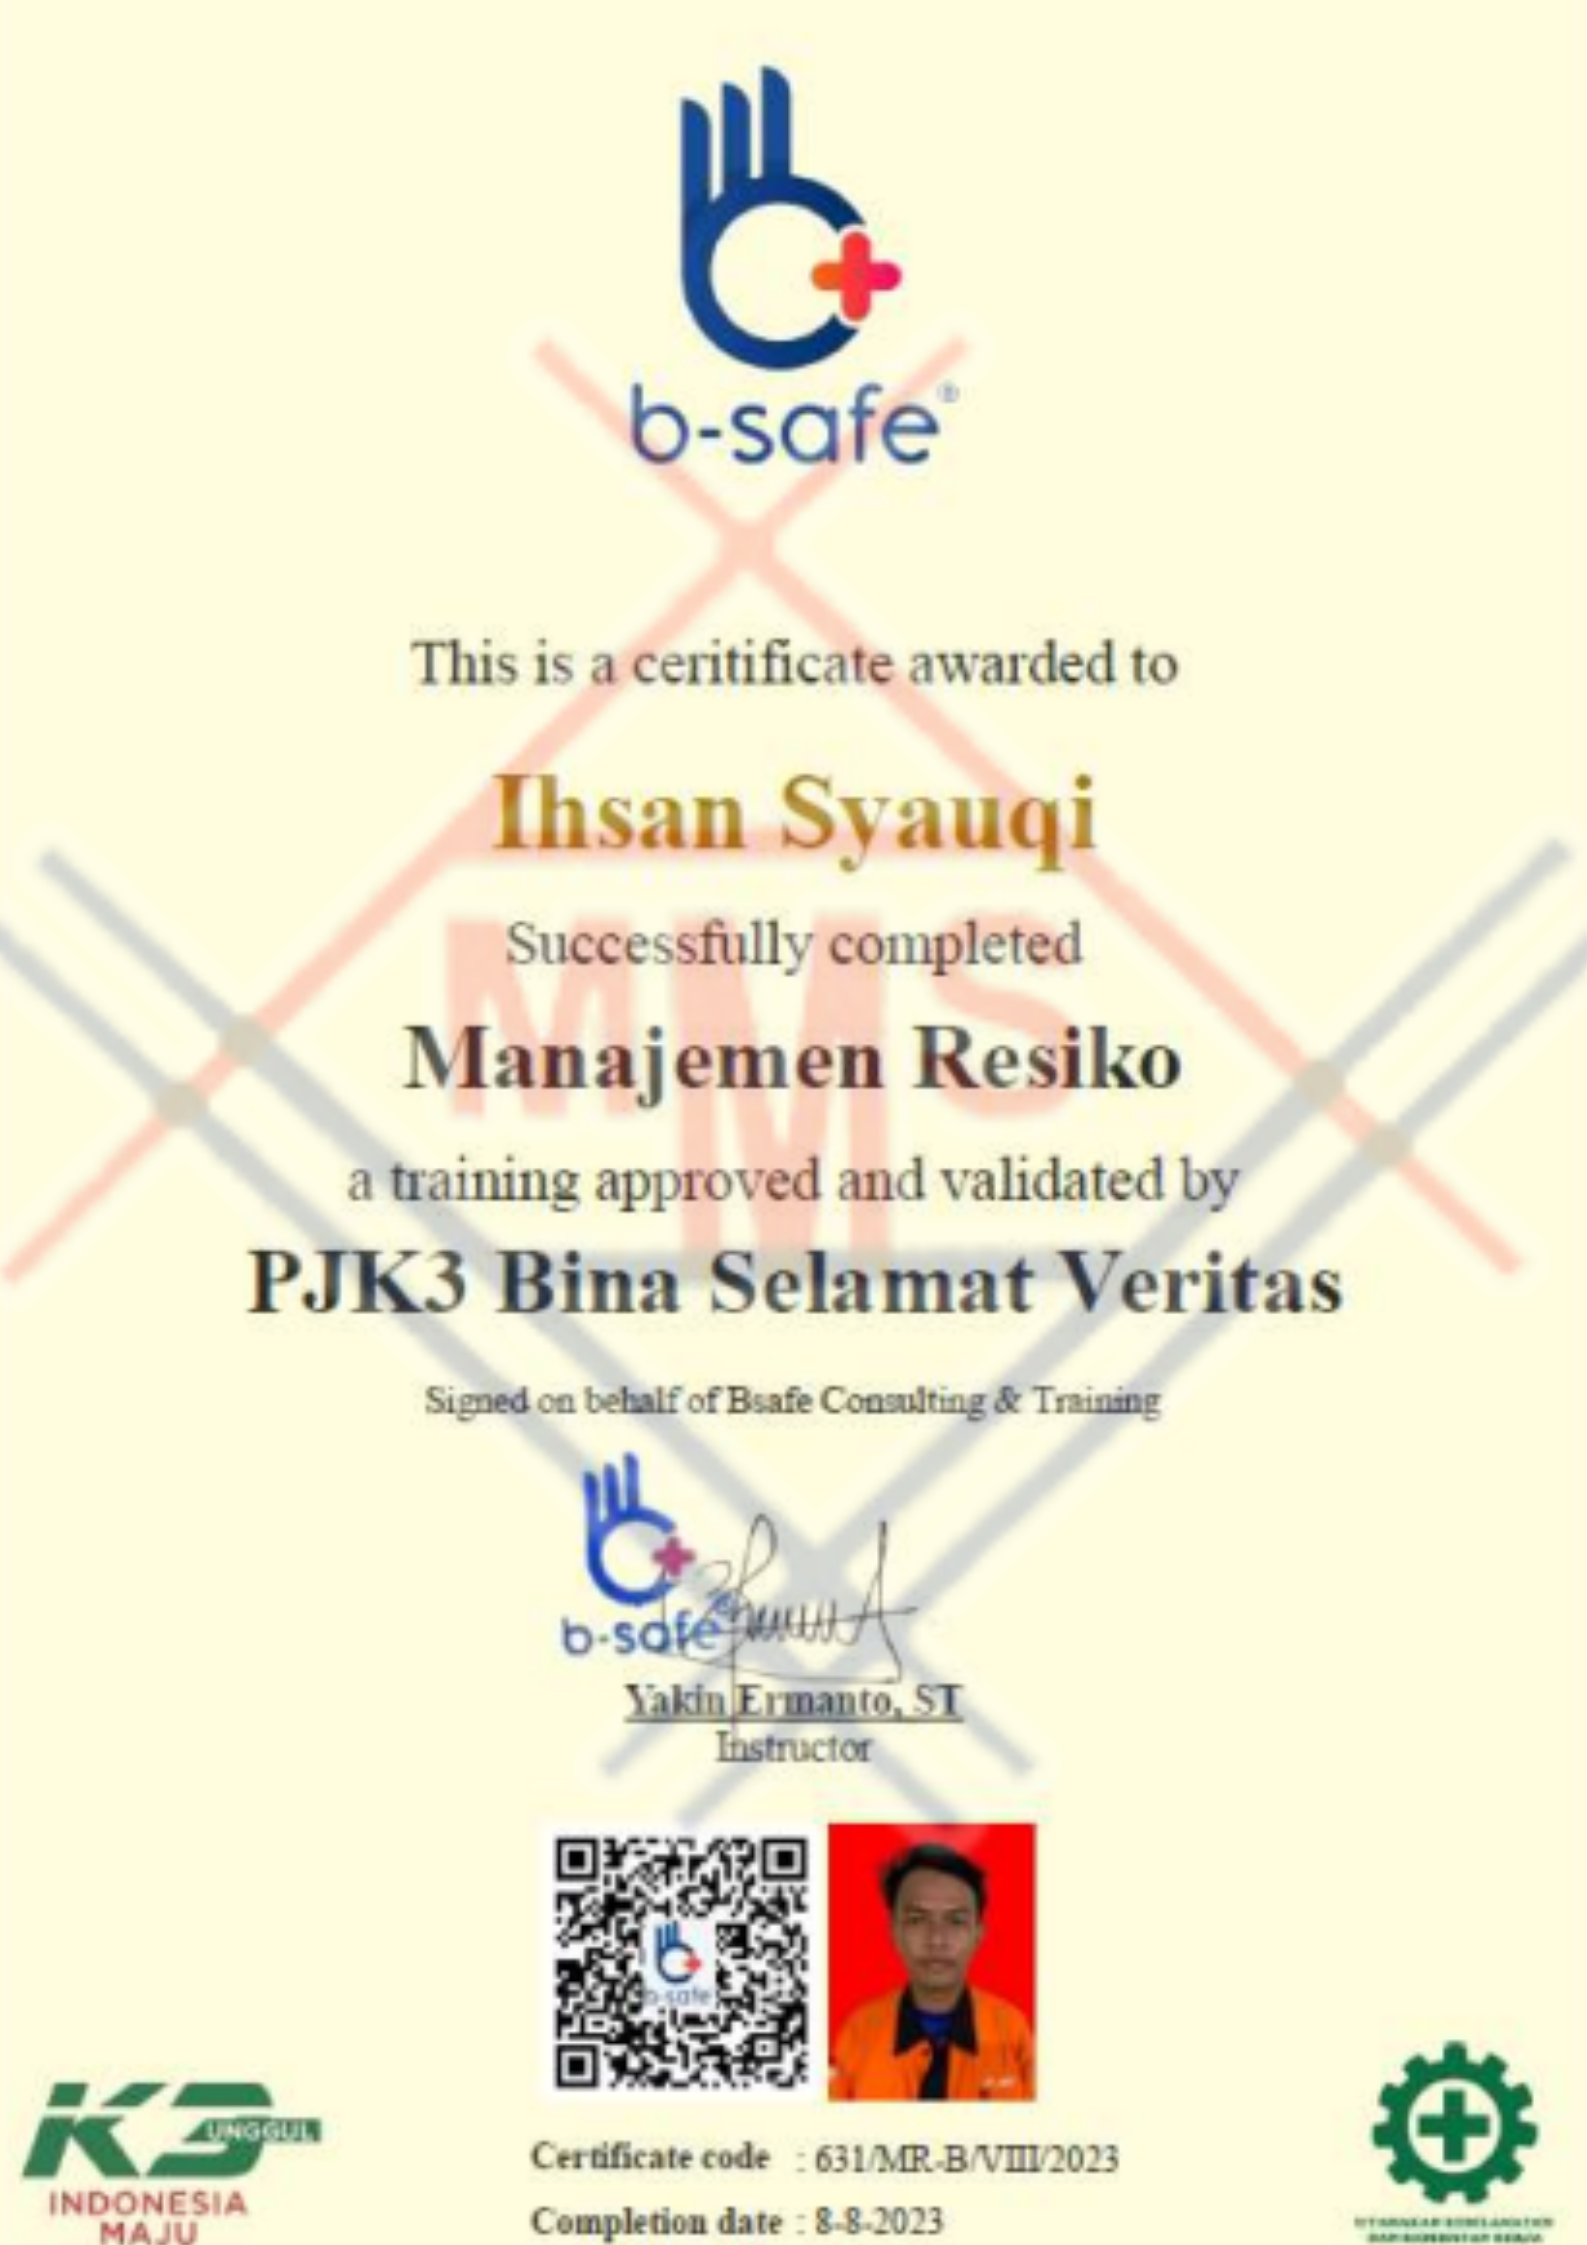 b-safe®
This is a ceritificate awarded to
Ihsan Syauqi
Successfully completed
MMS
M
Manajemen Resiko
a training approved and validated by
PJK3 Bina Selamat Veritas
Signed on behalf of Bsafe Consulting & Training
b-safe
Yakin Ermanto, ST
Instructor
b-safe
K3 UNGGUL
INDONESIA
MAJU
Certificate code : 631/MR-B/VIII/2023
Completion date : 8-8-2023